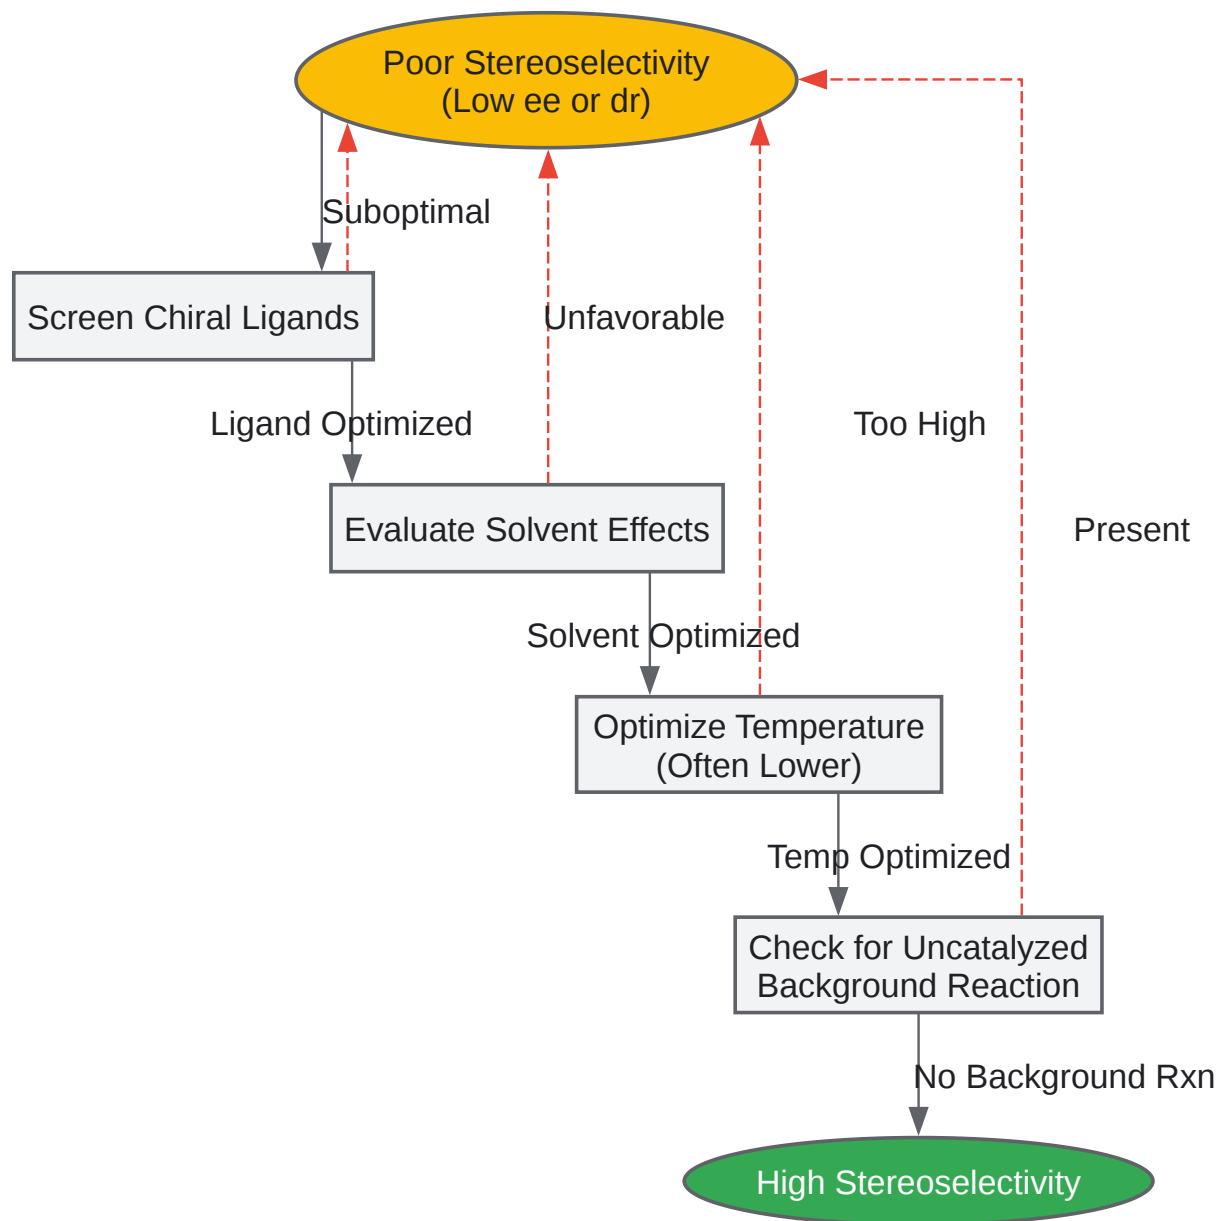 Poor Stereoselectivity
(Low ee or dr)
Suboptimal
Screen Chiral Ligands
Unfavorable
Ligand Optimized
Too High
Evaluate Solvent Effects
Present
Solvent Optimized
Optimize Temperature
(Often Lower)
Temp Optimized
Check for Uncatalyzed
Background Reaction
No Background Rxn
High Stereoselectivity